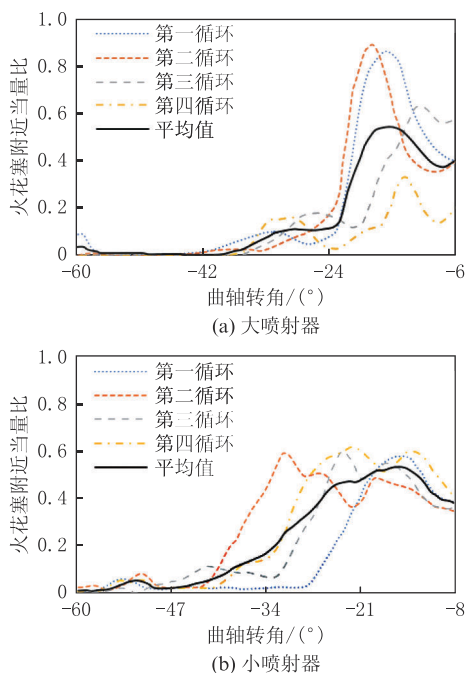 1.0
0.8
0.6
0.4
0.2
0
火花塞附近当量比
第一循环
第二循环
第三循环
第四循环
平均值
-60
-42
-24
-6
曲轴转角/(°)
(a) 大喷射器
1.0
0.8
0.6
0.4
0.2
0
火花塞附近当量比
第一循环
第二循环
第三循环
第四循环
平均值
-60
-47
-34
-21
-8
曲轴转角/(°)
(b) 小喷射器